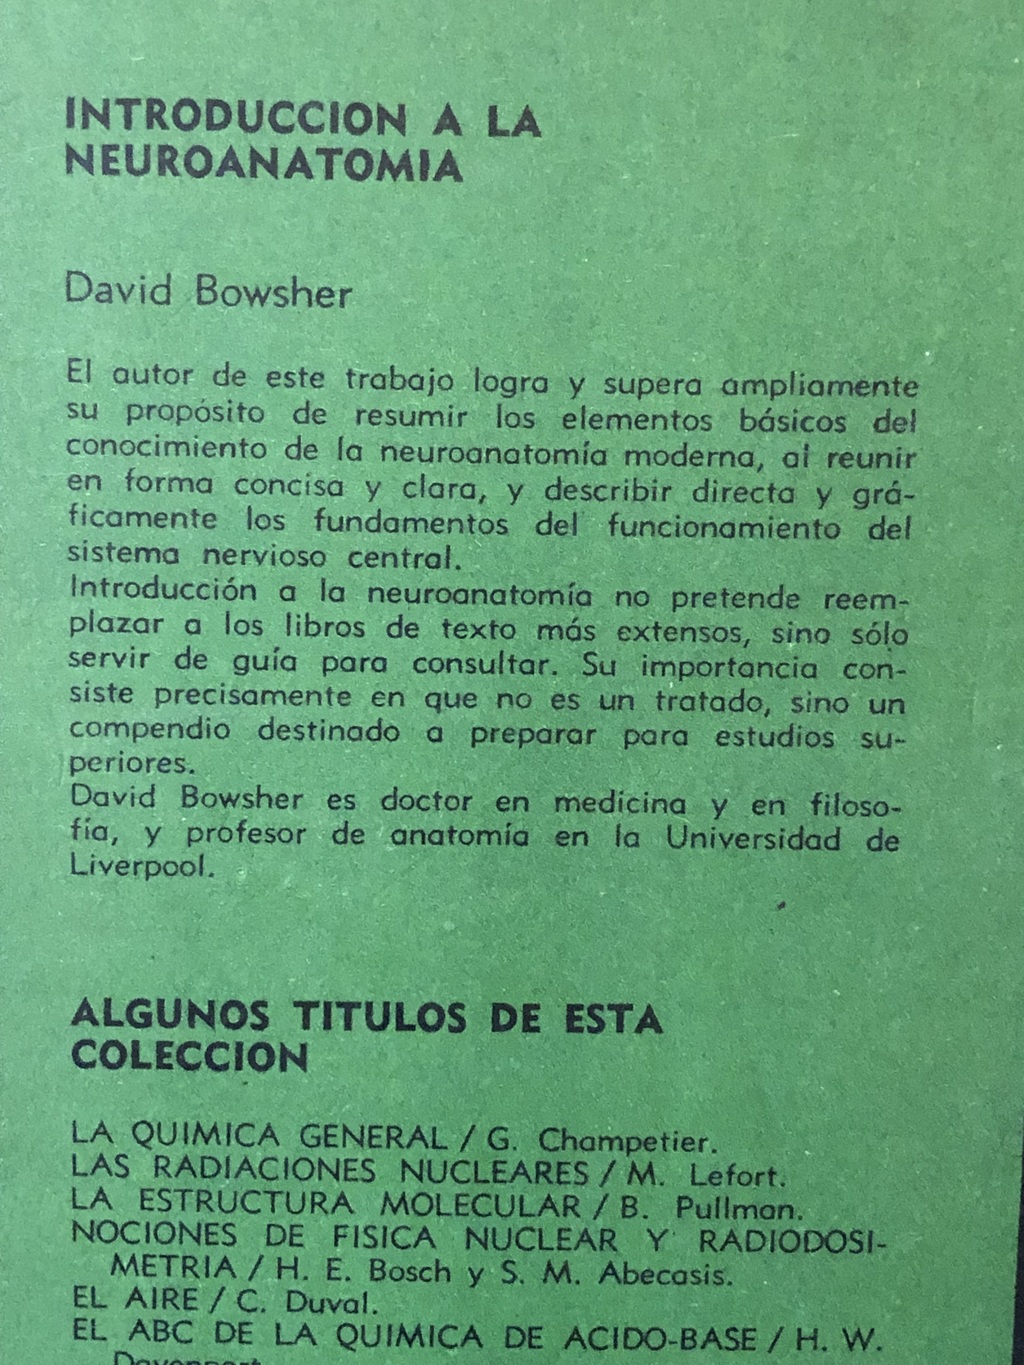 INTRODUCCION A LA
NEUROANATOMIA
David Bowsher
El autor de este trabajo logra y supera ampliamente
su propósito de resumir los elementos básicos del
conocimiento de la neuroanatomía moderna, al reunir
en forma concisa y clara, y describir directa y grá-
ficamente los fundamentos del funcionamiento del
sistema nervioso central.
Introducción a la neuroanatomía no pretende reem-
plazar a los libros de texto más extensos, sino sólo
servir de guía para consultar. Su importancia con-
siste precisamente en que no es un tratado, sino un
compendio destinado a preparar para estudios su-
periores.
David Bowsher es doctor en medicina y en filoso-
fía, y profesor de anatomía en la Universidad de
Liverpool.
ALGUNOS TITULOS DE ESTA
COLECCION
LA QUIMICA GENERAL / G. Champetier.
LAS RADIACIONES NUCLEARES / M. Lefort.
LA ESTRUCTURA MOLECULAR / B. Pullman.
NOCIONES DE FISICA NUCLEAR Y RADIODOSI-
METRIA / H. E. Bosch y S. M. Abecasis.
EL AIRE / C. Duval.
EL ABC DE LA QUIMICA DE ACIDO-BASE / H. W.
Davenport.